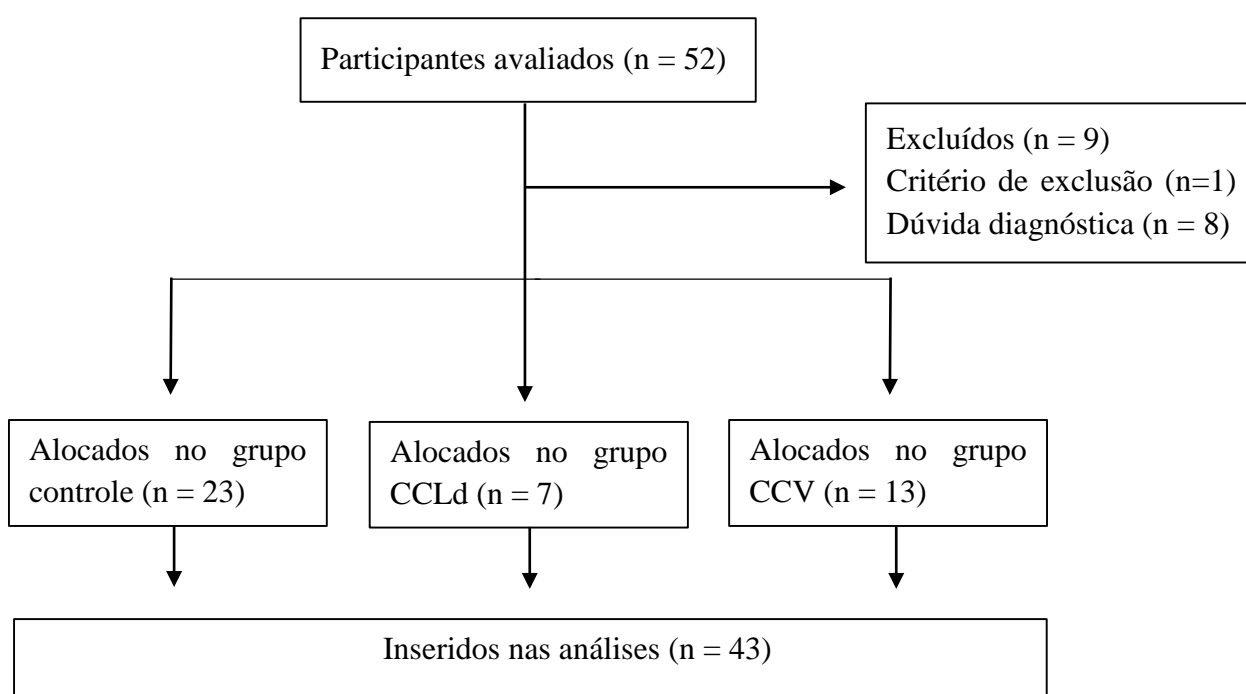 Participantes avaliados (n = 52)
Excluídos (n = 9)
Critério de exclusão (n=1)
Dúvida diagnóstica (n = 8)
Alocados no grupo
controle (n = 23)
Alocados no grupo
CCLd (n = 7)
Alocados no grupo
CCV (n = 13)
Inseridos nas análises (n = 43)